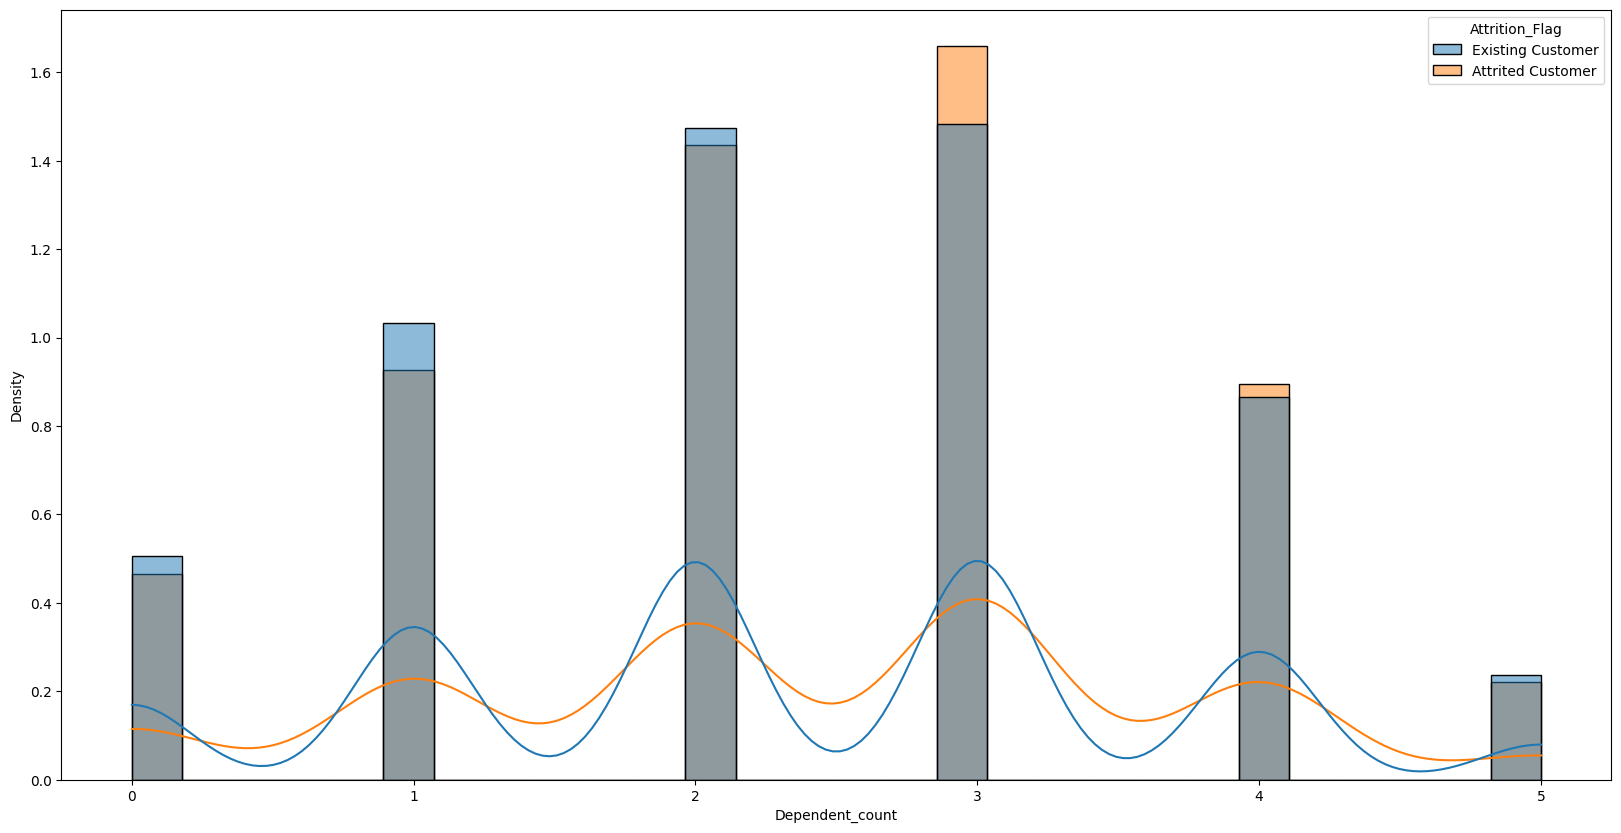 Attrition_Flag
Existing Customer
Attrited Customer
Density
1.6
1.4
1.2
1.0
0.8
0.6
0.4
0.2
0.0
0 1 2 3 4 5
Dependent_count